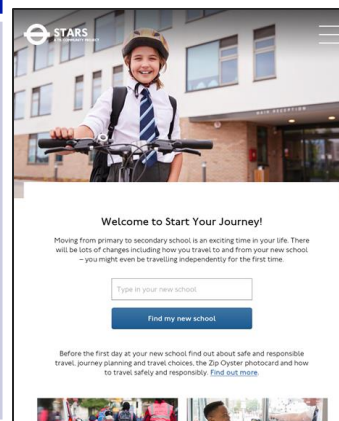 STARS
A TFL COMMUNITY PROJECT
MAIN RECEPTION
Welcome to Start Your Journey!
Moving from primary to secondary school is an exciting time in your life. There
will be lots of changes including how you travel to and from your new school
– you might even be travelling independently for the first time.
Type in your new school
Find my new school
Before the first day at your new school find out about safe and responsible
travel, journey planning and travel choices, the Zip Oyster photocard and how
to travel safely and responsibly. Find out more.